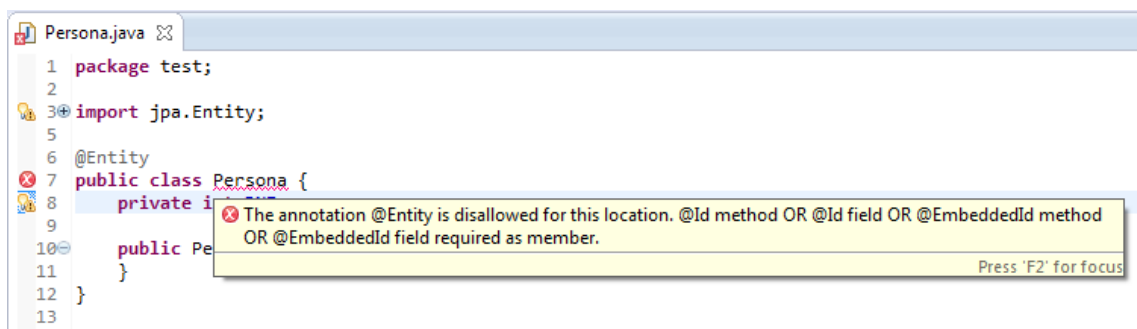 Persona.java
1 package test;
2
3 import jpa.Entity;
5
6 @Entity
7 public class Persona {
8 private
The annotation @Entity is disallowed for this location. @Id method OR @Id field OR @EmbeddedId method
9
OR @EmbeddedId field required as member.
10 public
Press 'F2' for focus
11 }
12 }
13